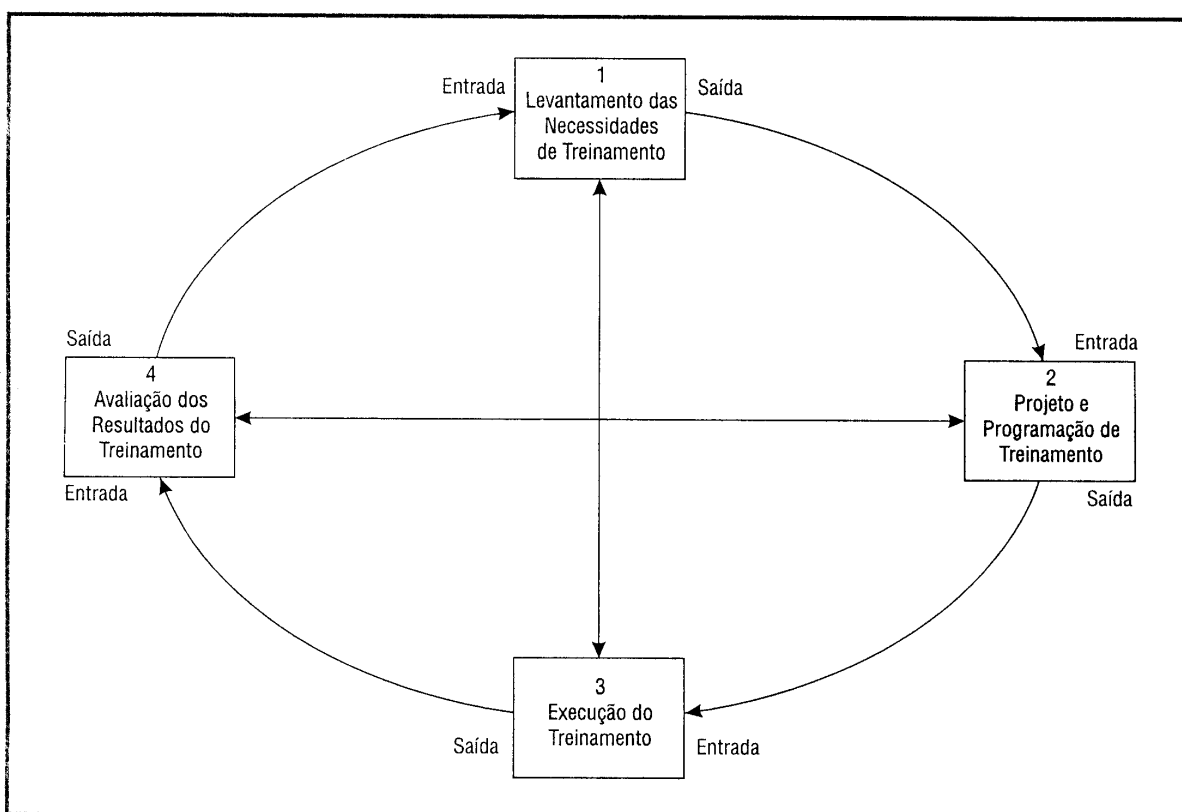 1
Levantamento das
Necessidades
de Treinamento
Entrada
Saída
Entrada
2
Projeto e
Programação de
Treinamento
Saída
Entrada
3
Execução do
Treinamento
Saída
Entrada
4
Avaliação dos
Resultados do
Treinamento
Saída